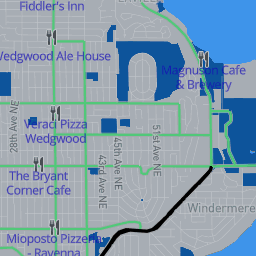 Fiddler's Inn
Wedgwood Ale House
Magnuson Cafe
& Brewery
28th Ave NE
Veraci Pizza
Wedgwood
45th Ave NE
51st Ave NE
43rd Ave NE
The Bryant
Corner Cafe
Windermere
Mioposto Pizzeria
- Ravenna